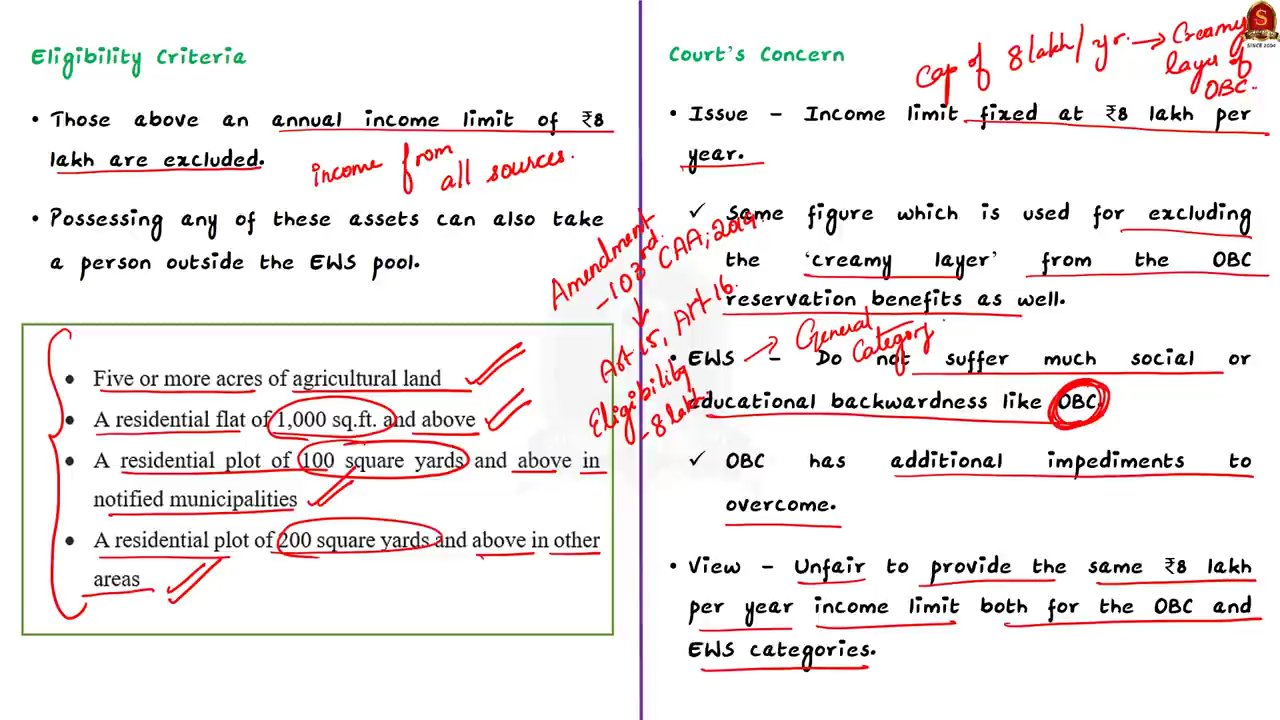 Eligibility Criteria
• Those above an annual income limit of ₹8
lakh are excluded.
income from
all sources.
• Possessing any of these assets can also take
a person outside the EWS pool.
• Five or more acres of agricultural land
• A residential flat of 1,000 sq.ft. and above
• A residential plot of 100 square yards and above in
notified municipalities
• A residential plot of 200 square yards and above in other
areas
Amendment
- 103rd CAA, 2019
↓
Art 15, Art 16.
Eligibility
- 8 lakh
Court's Concern
Cap of 8 lakh/yr. → Creamy
layer of
OBC.
• Issue – Income limit fixed at ₹8 lakh per
year.
✓ Same figure which is used for excluding
the 'creamy layer' from the OBC
reservation benefits as well.
General
Category
• EWS – Do not suffer much social or
educational backwardness like OBC.
✓ OBC has additional impediments to
overcome.
• View – Unfair to provide the same ₹8 lakh
per year income limit both for the OBC and
EWS categories.
S
SINCE 2004